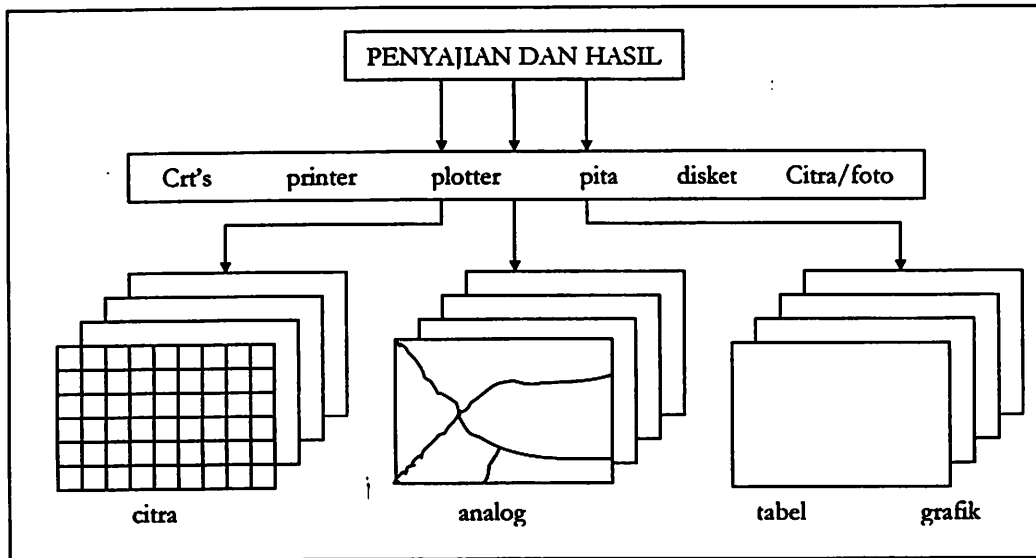 PENYAJIAN DAN HASIL
Crt's printer plotter pita disket Citra/foto
citra analog tabel grafik